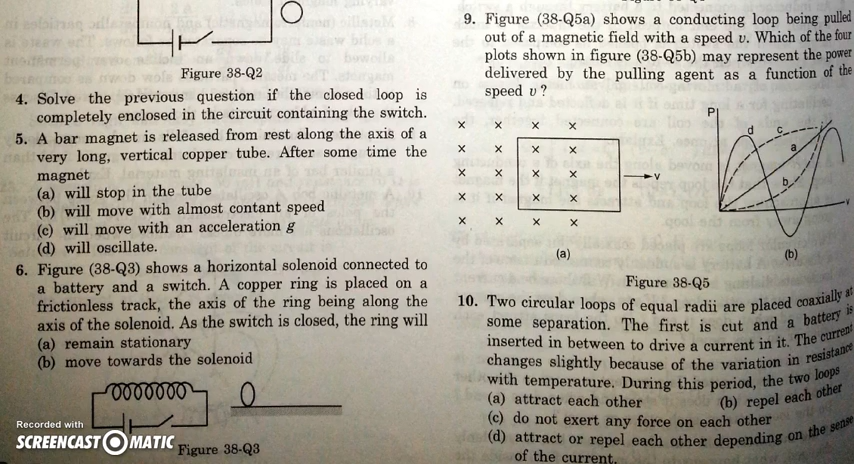 Figure 38-Q2
4. Solve the previous question if the closed loop is
completely enclosed in the circuit containing the switch.
5. A bar magnet is released from rest along the axis of a
very long, vertical copper tube. After some time the
magnet
(a) will stop in the tube
(b) will move with almost contant speed
(c) will move with an acceleration g
(d) will oscillate.
6. Figure (38-Q3) shows a horizontal solenoid connected to
a battery and a switch. A copper ring is placed on a
frictionless track, the axis of the ring being along the
axis of the solenoid. As the switch is closed, the ring will
(a) remain stationary
(b) move towards the solenoid
Figure 38-Q3
Recorded with
SCREENCAST O MATIC
9. Figure (38-Q5a) shows a conducting loop being pulled
out of a magnetic field with a speed v. Which of the four
plots shown in figure (38-Q5b) may represent the power
delivered by the pulling agent as a function of the
speed v ?
x x x x
x x x x
x x x x
x x x x
x x x x
v
(a)
P
d
c
a
b
v
(b)
Figure 38-Q5
10. Two circular loops of equal radii are placed coaxially at
some separation. The first is cut and a battery is
inserted in between to drive a current in it. The current
changes slightly because of the variation in resistance
with temperature. During this period, the two loops
(a) attract each other (b) repel each other
(c) do not exert any force on each other
(d) attract or repel each other depending on the sense
of the current.